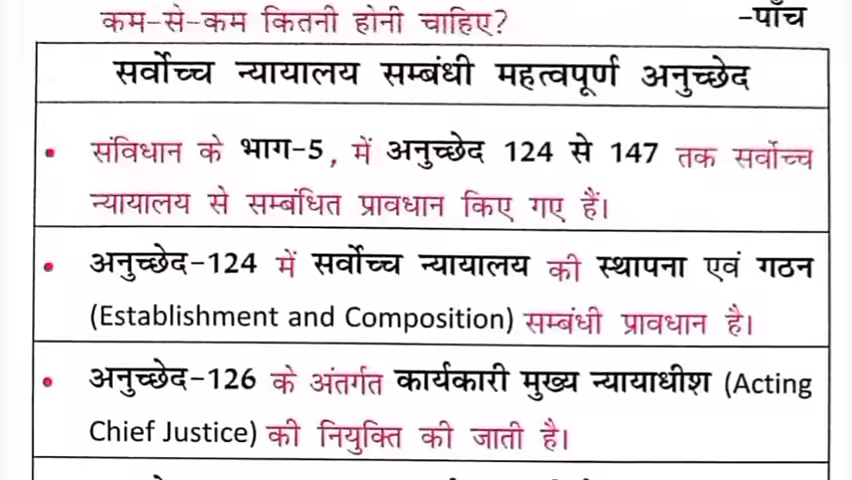 कम-से-कम कितनी होनी चाहिए? -पाँच
सर्वोच्च न्यायालय सम्बंधी महत्वपूर्ण अनुच्छेद
• संविधान के भाग-5, में अनुच्छेद 124 से 147 तक सर्वोच्च
न्यायालय से सम्बंधित प्रावधान किए गए हैं।
• अनुच्छेद-124 में सर्वोच्च न्यायालय की स्थापना एवं गठन
(Establishment and Composition) सम्बंधी प्रावधान है।
• अनुच्छेद-126 के अंतर्गत कार्यकारी मुख्य न्यायाधीश (Acting
Chief Justice) की नियुक्ति की जाती है।